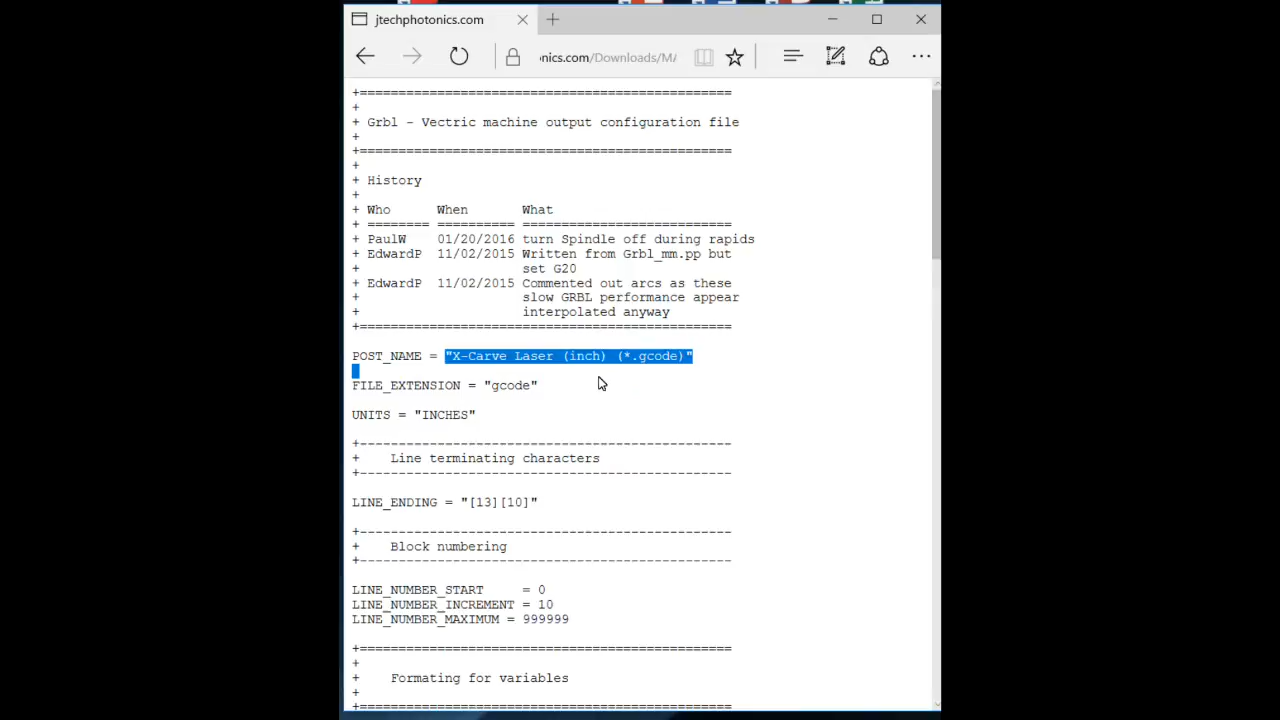 jtechphotonics.com
onics.com/Downloads/M/
+================================================
+
+ Grbl - Vectric machine output configuration file
+
+================================================
+
+ History
+
+ Who      When       What
+ ======== ========== ===========================
+ PaulW    01/20/2016 turn Spindle off during rapids
+ EdwardP  11/02/2015 Written from Grbl_mm.pp but
+                     set G20
+ EdwardP  11/02/2015 Commented out arcs as these
+                     slow GRBL performance appear
+                     interpolated anyway
+================================================
POST_NAME = "X-Carve Laser (inch) (*.gcode)"
FILE_EXTENSION = "gcode"
UNITS = "INCHES"
+------------------------------------------------
+    Line terminating characters
+------------------------------------------------
LINE_ENDING = "[13][10]"
+------------------------------------------------
+    Block numbering
+------------------------------------------------
LINE_NUMBER_START     = 0
LINE_NUMBER_INCREMENT = 10
LINE_NUMBER_MAXIMUM = 999999
+================================================
+
+    Formating for variables
+
+================================================